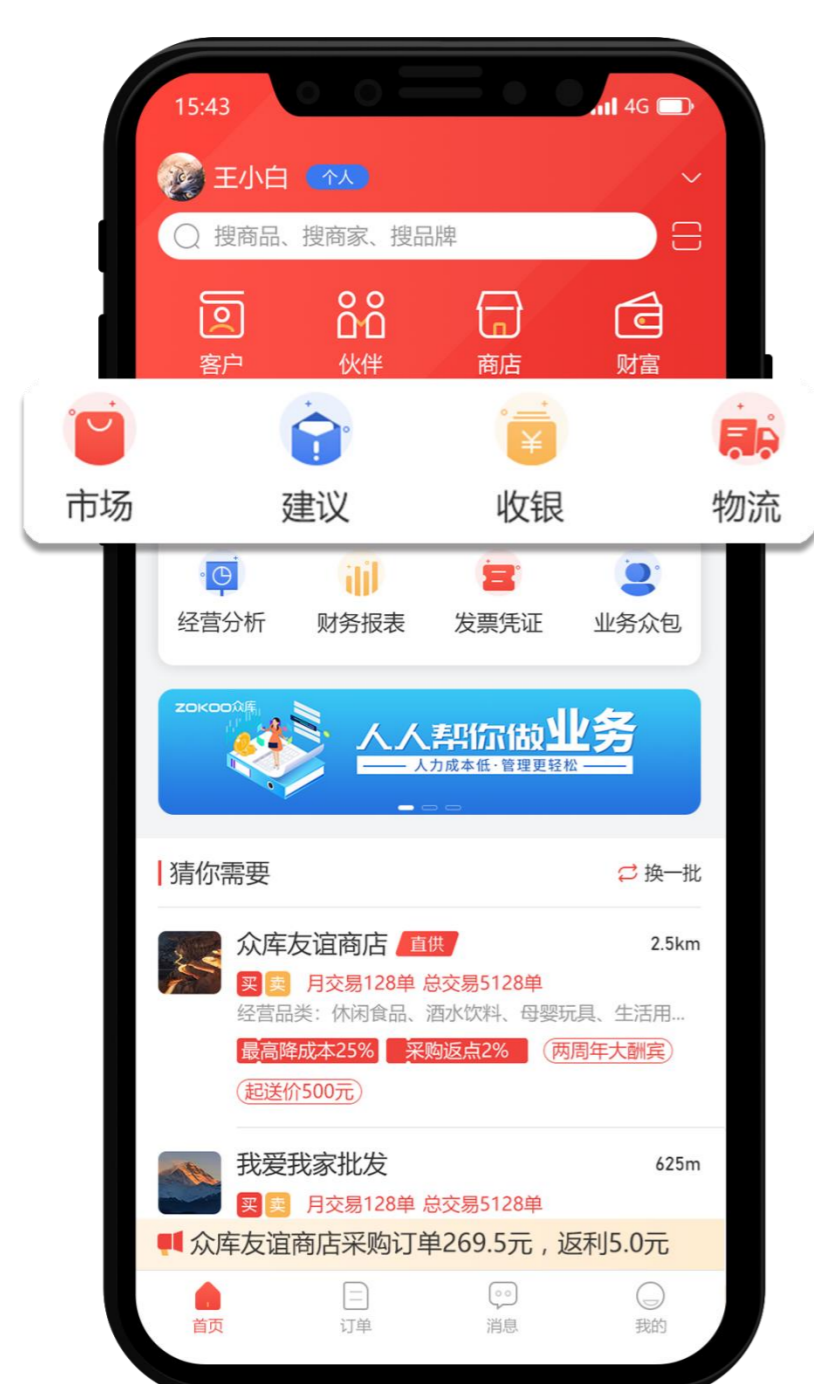 15:43 4G
王小白 个人
搜商品、搜商家、搜品牌
客户 伙伴 商店 财富
市场 建议 收银 物流
经营分析 财务报表 发票凭证 业务众包
ZOKOO众库
人人帮你做业务
人力成本低·管理更轻松
猜你需要 换一批
众库友谊商店 直供 2.5km
买 卖 月交易128单 总交易5128单
经营品类：休闲食品、酒水饮料、母婴玩具、生活用...
最高降成本25% 采购返点2% 两周年大酬宾
起送价500元
我爱我家批发 625m
买 卖 月交易128单 总交易5128单
众库友谊商店采购订单269.5元，返利5.0元
首页 订单 消息 我的